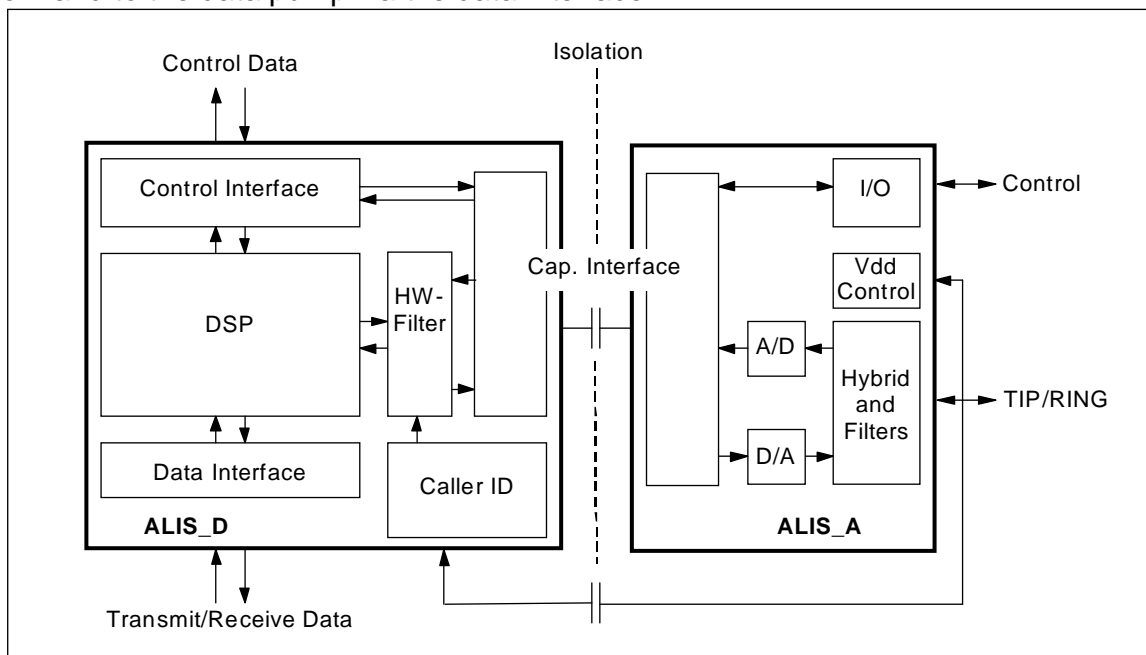 Control Data
Isolation
Control Interface
I/O
Control
Cap. Interface
Vdd
Control
HW-
Filter
DSP
A/D
Hybrid
and
Filters
TIP/RING
D/A
Data Interface
Caller ID
ALIS_D
ALIS_A
Transmit/Receive Data